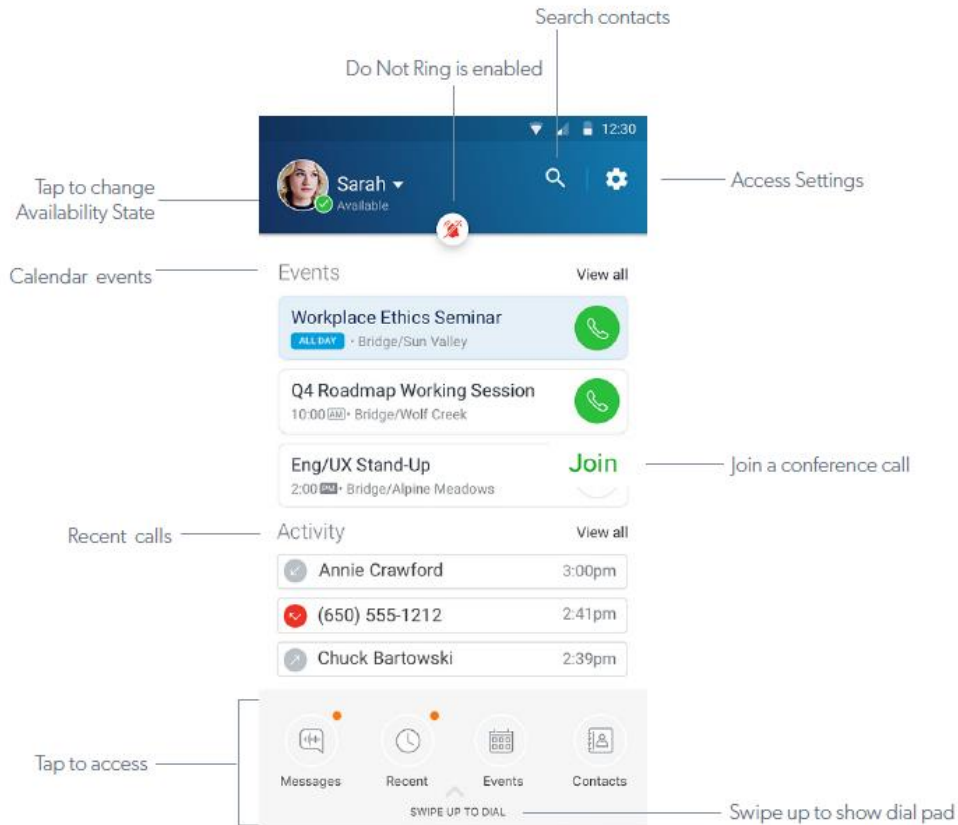 Search contacts
Do Not Ring is enabled
12:30
Tap to change
Availability State
Sarah
Available
Access Settings
Calendar events
Events
View all
Workplace Ethics Seminar
ALL DAY • Bridge/Sun Valley
Q4 Roadmap Working Session
10:00 AM • Bridge/Wolf Creek
Eng/UX Stand-Up
Join
Join a conference call
2:00 PM • Bridge/Alpine Meadows
Recent calls
Activity
View all
Annie Crawford
3:00pm
(650) 555-1212
2:41pm
Chuck Bartowski
2:39pm
Tap to access
Messages
Recent
Events
Contacts
SWIPE UP TO DIAL
Swipe up to show dial pad